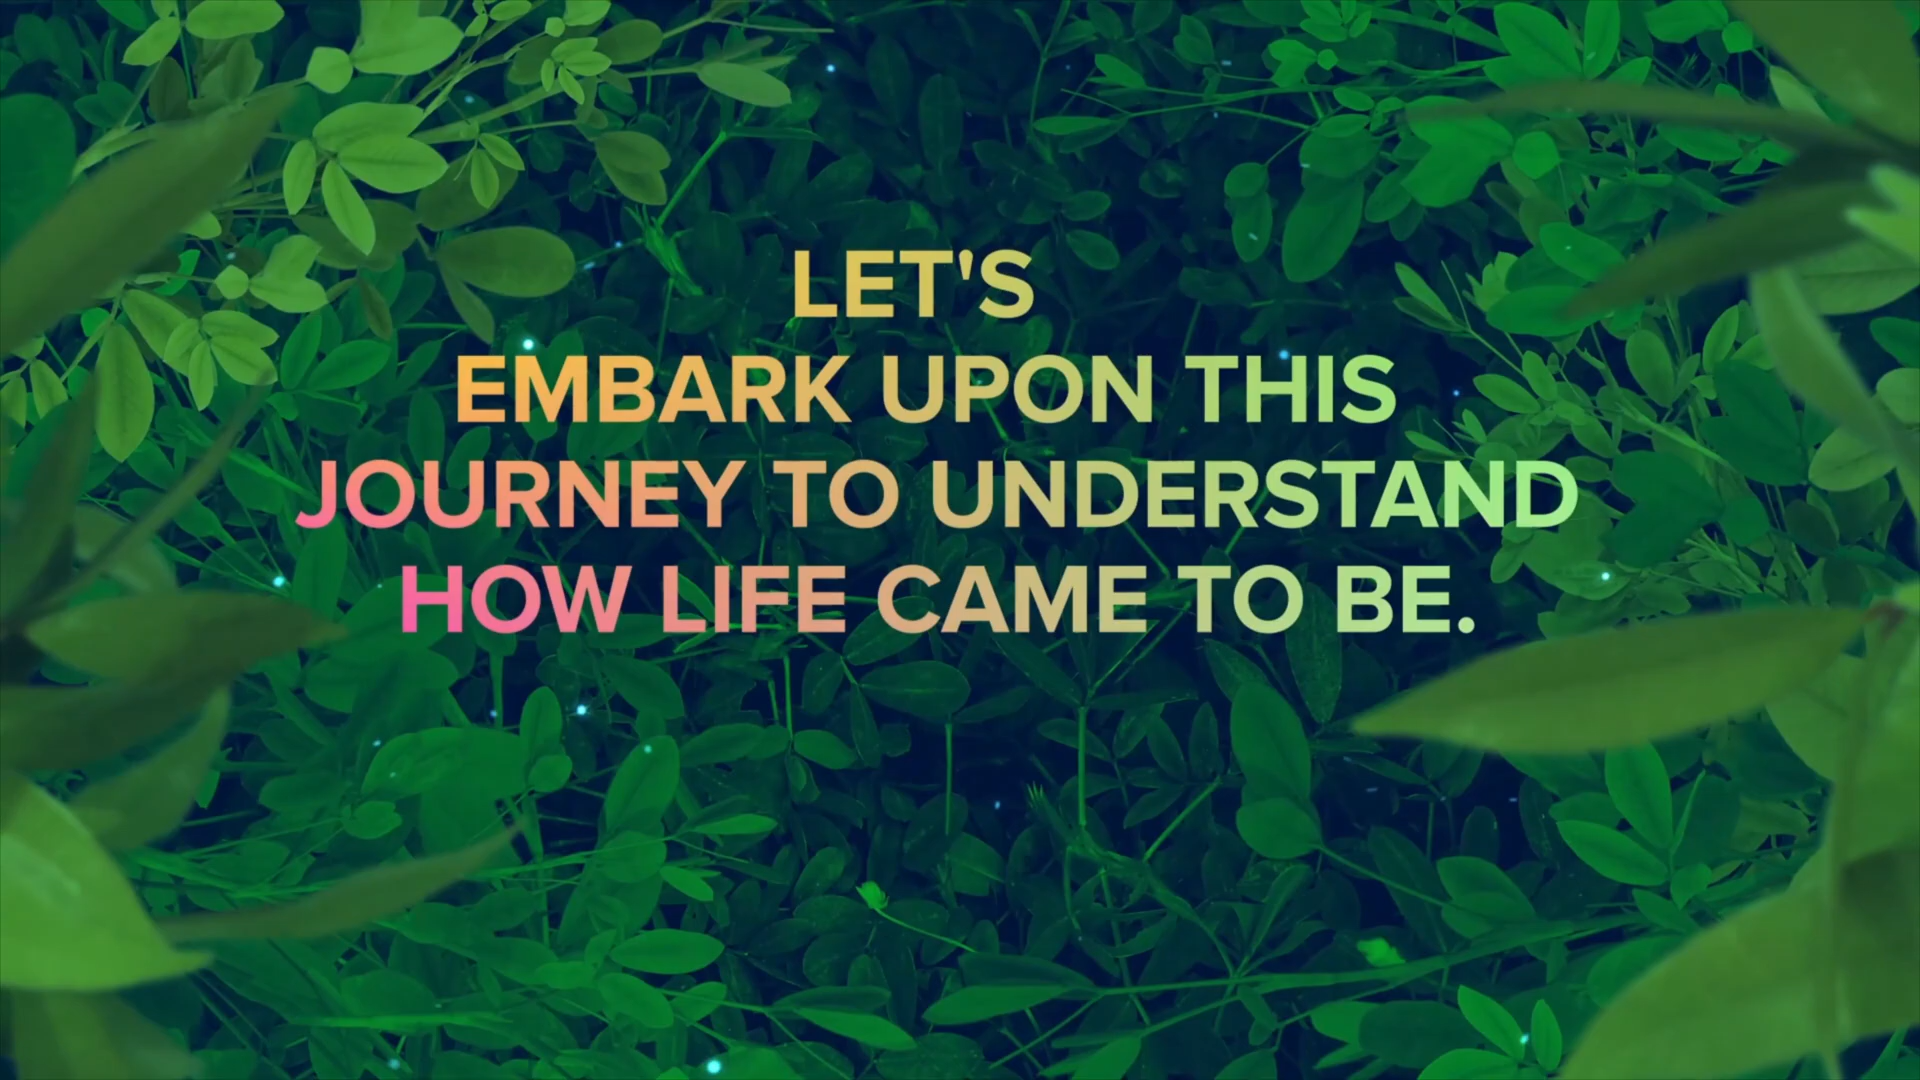 LET'S
EMBARK UPON THIS
JOURNEY TO UNDERSTAND
HOW LIFE CAME TO BE.